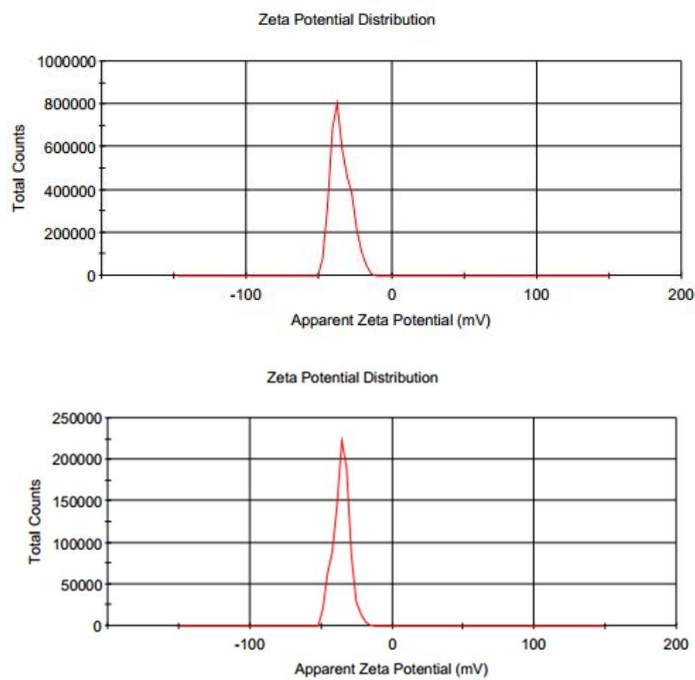 Zeta Potential Distribution
1000000
800000
600000
400000
200000
0
Total Counts
-100 0 100 200
Apparent Zeta Potential (mV)
Zeta Potential Distribution
250000
200000
150000
100000
50000
0
Total Counts
-100 0 100 200
Apparent Zeta Potential (mV)